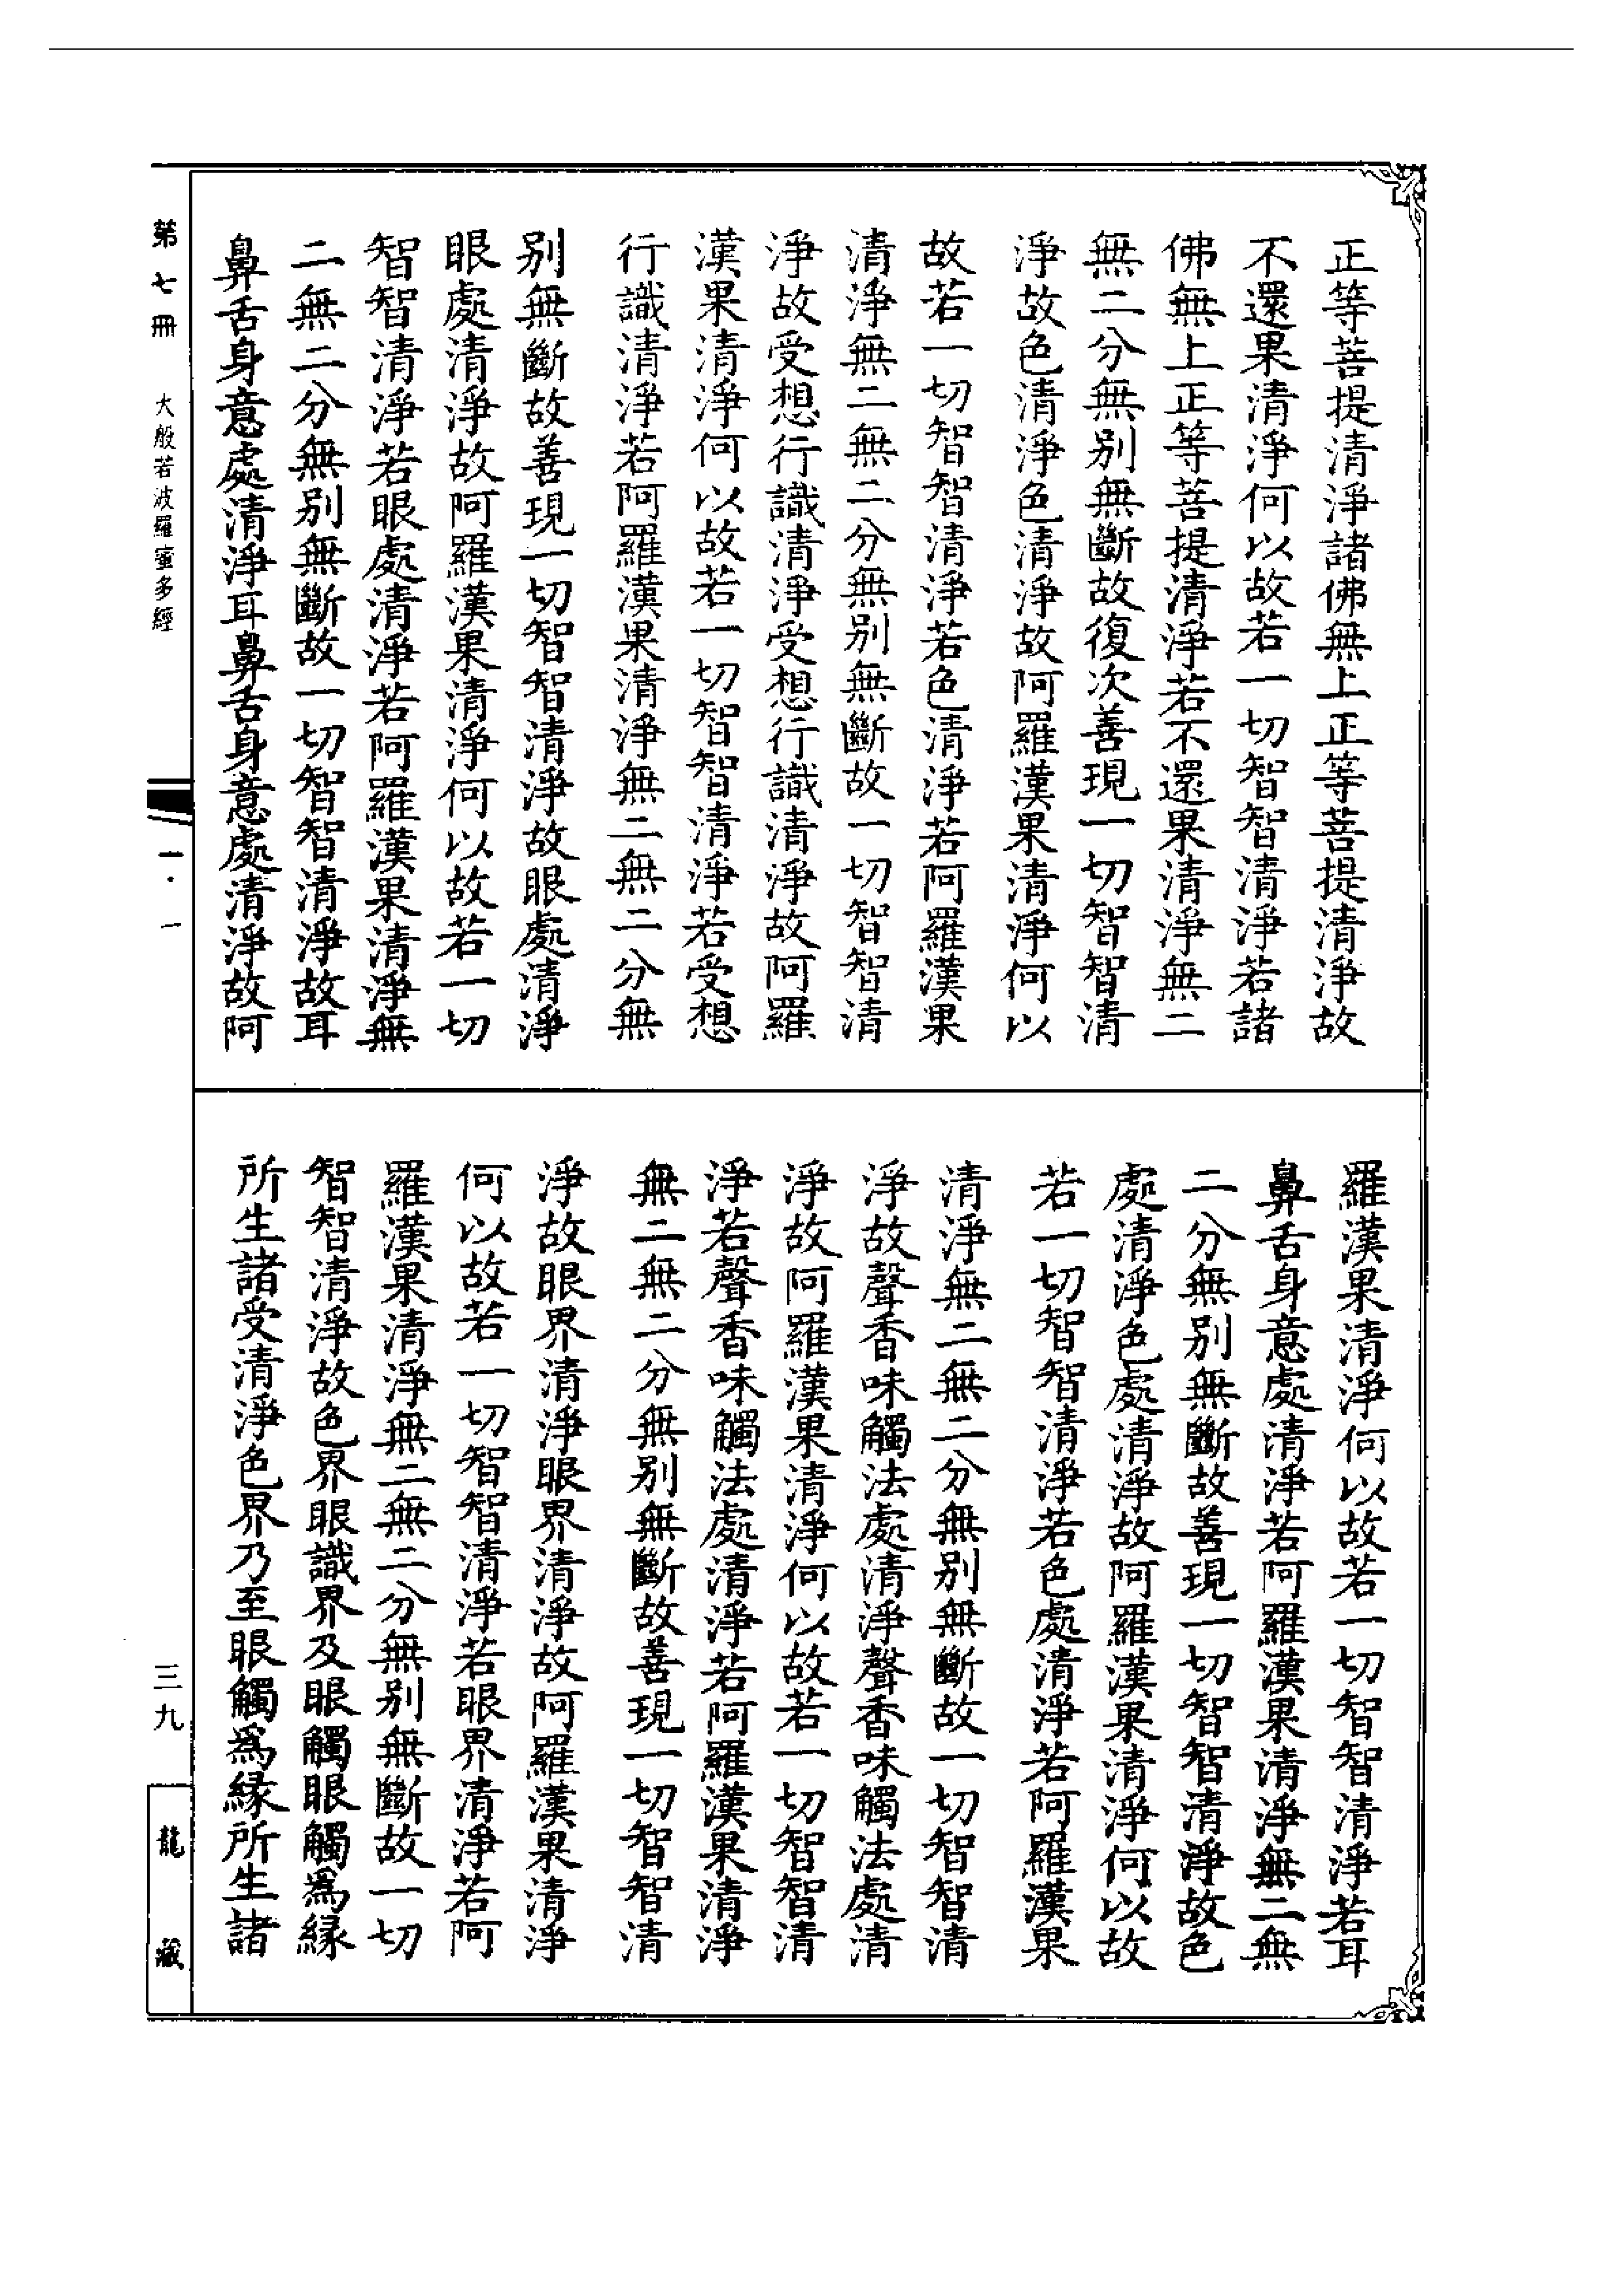 正等菩提清淨諸佛無上正等菩提清淨故
不還果清淨何以故若一切智智清淨若諸
佛無上正等菩提清淨若不還果清淨無二
無二分無別無斷故復次善現一切智智清
淨故色清淨色清淨故阿羅漢果清淨何以
故若一切智智清淨若色清淨若阿羅漢果
清淨無二無二分無別無斷故一切智智清
淨故受想行識清淨受想行識清淨故阿羅
漢果清淨何以故若一切智智清淨若受想
行識清淨若阿羅漢果清淨無二無二分無
別無斷故善現一切智智清淨故眼處清淨
眼處清淨故阿羅漢果清淨何以故若一切
智智清淨若眼處清淨若阿羅漢果清淨無
二無二分無別無斷故一切智智清淨故耳
鼻舌身意處清淨耳鼻舌身意處清淨故阿
羅漢果清淨何以故若一切智智清淨若耳
鼻舌身意處清淨若阿羅漢果清淨無二無
二分無別無斷故善現一切智智清淨故色
處清淨色處清淨故阿羅漢果清淨何以故
若一切智智清淨若色處清淨若阿羅漢果
清淨無二無二分無別無斷故一切智智清
淨故聲香味觸法處清淨聲香味觸法處清
淨故阿羅漢果清淨何以故若一切智智清
淨若聲香味觸法處清淨若阿羅漢果清淨
無二無二分無別無斷故善現一切智智清
淨故眼界清淨眼界清淨故阿羅漢果清淨
何以故若一切智智清淨若眼界清淨若阿
羅漢果清淨無二無二分無別無斷故一切
智智清淨故色界眼識界及眼觸眼觸為緣
所生諸受清淨色界乃至眼觸為緣所生諸
第七冊 大般若波羅蜜多經 一·一 三九 龍藏